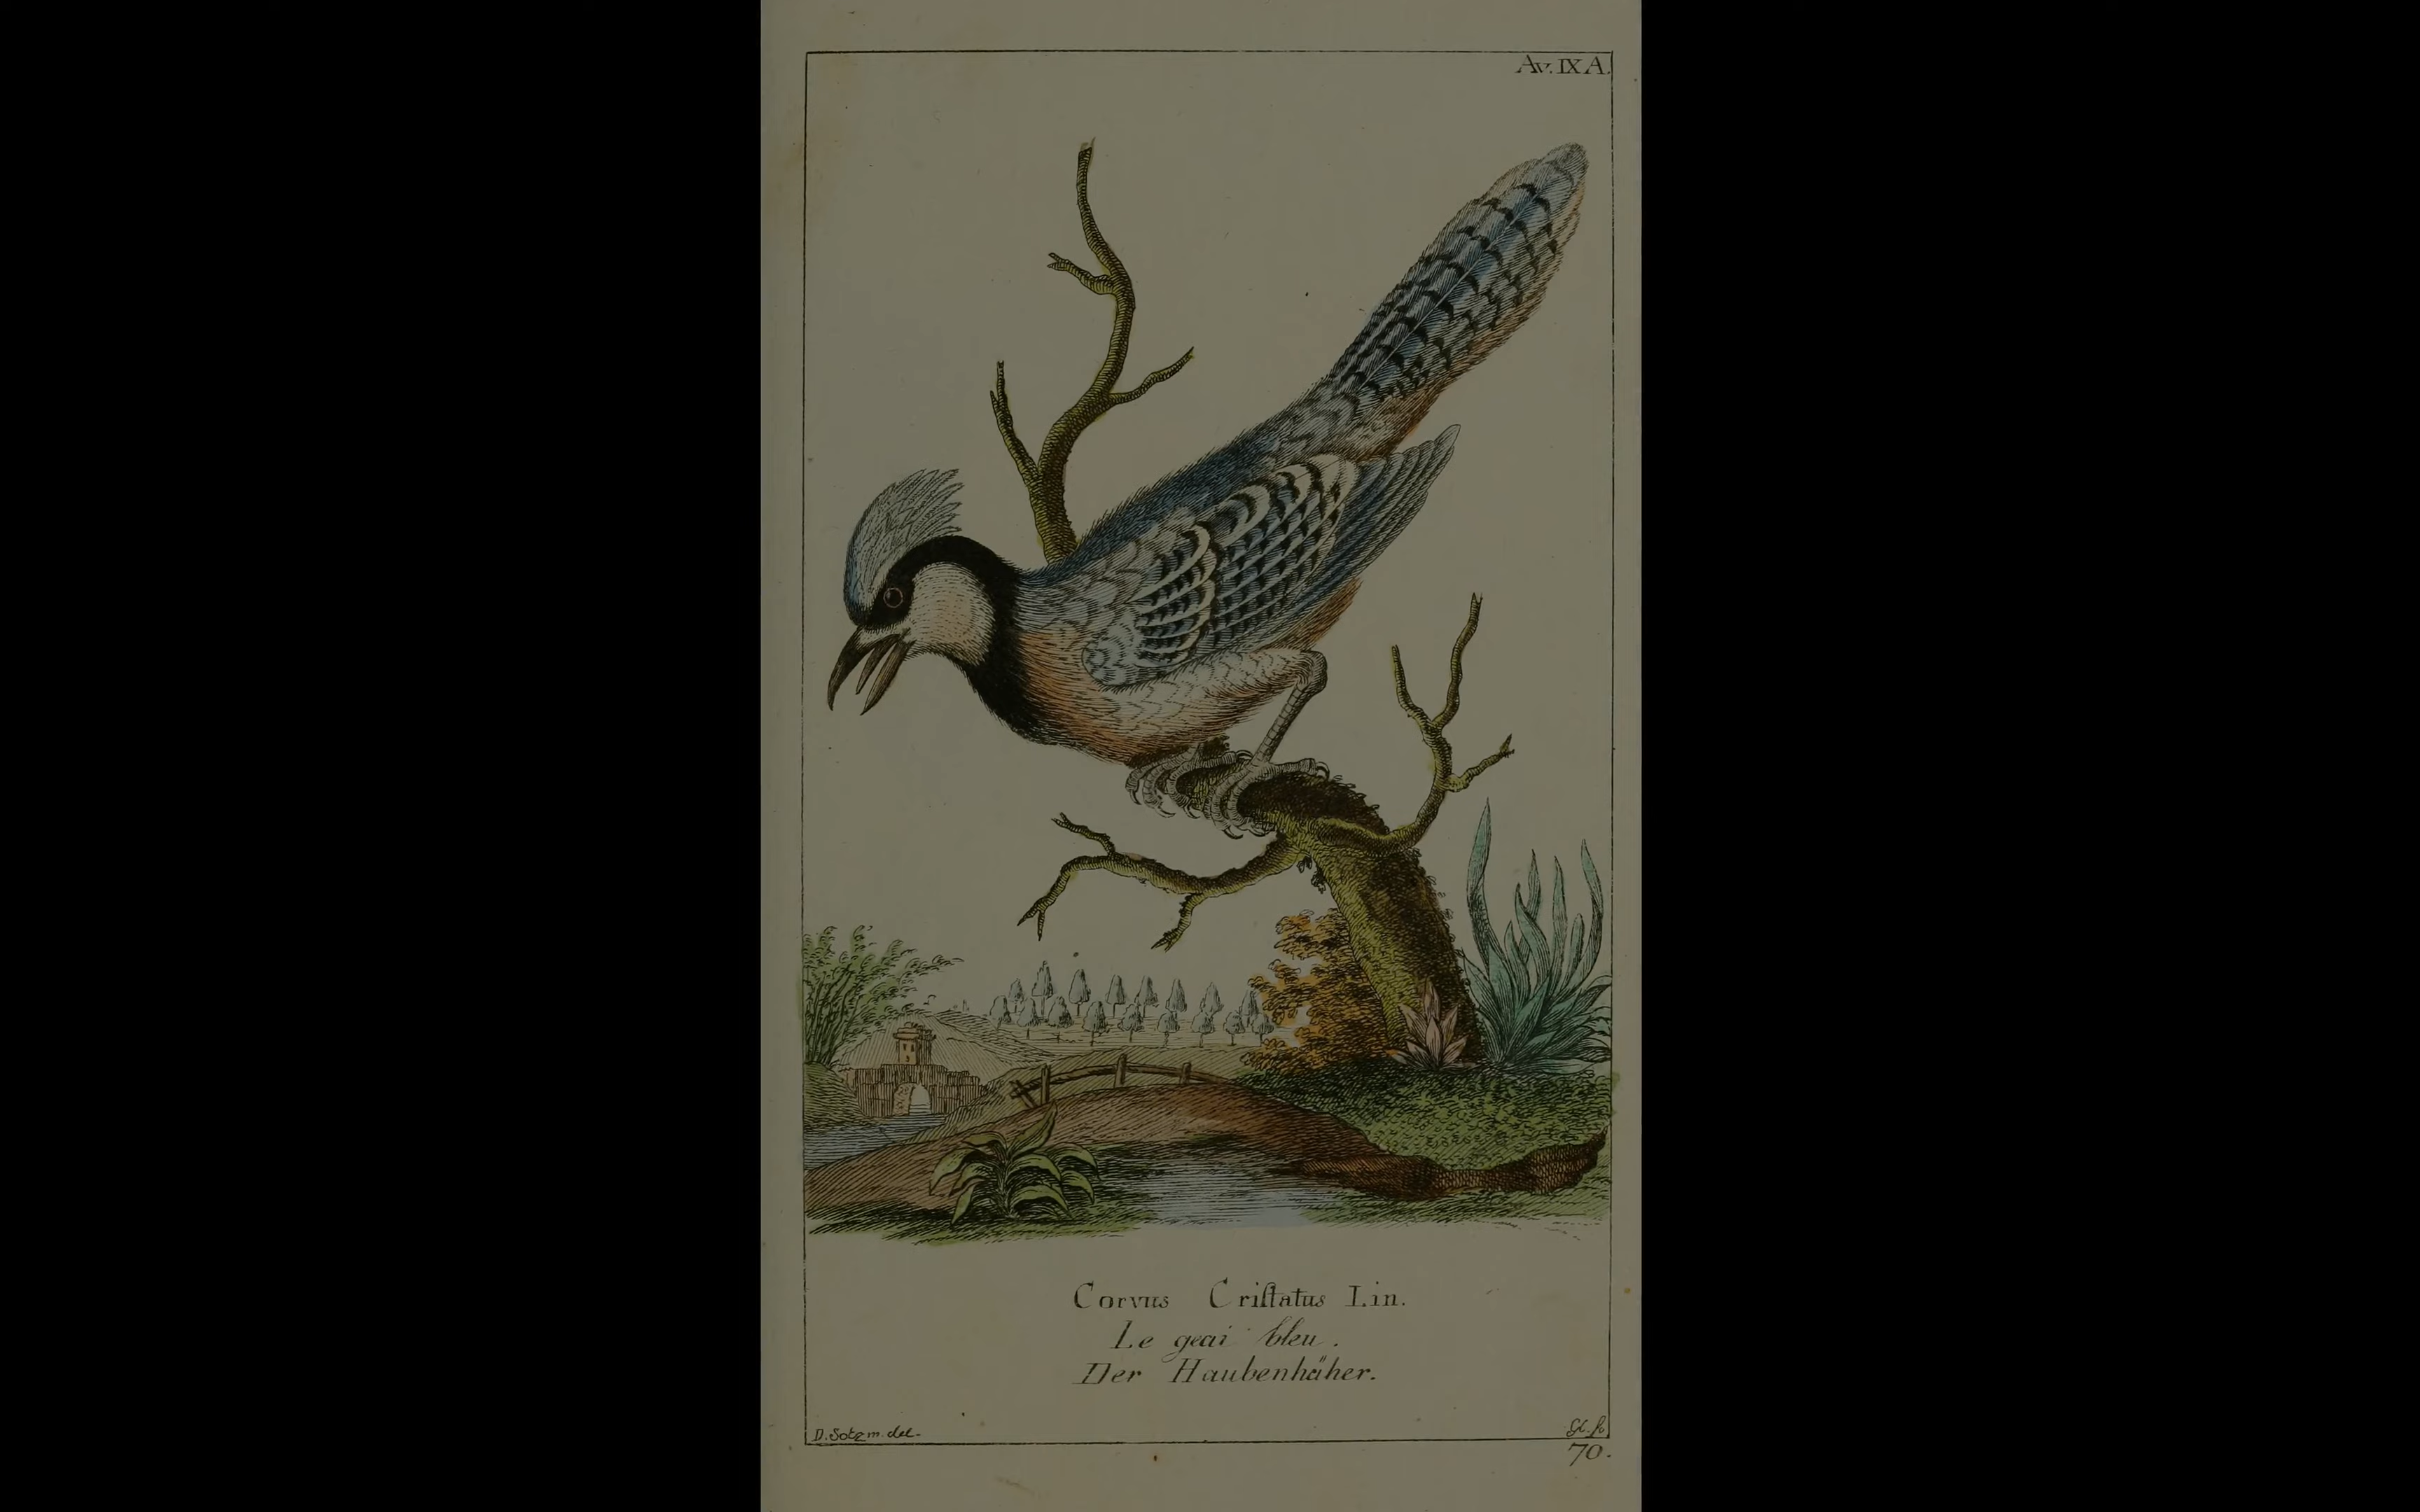 Av. IX A.
Corvus Criſtatus Lin.
Le geai bleu.
Der Haubenhäher.
D. Sotzm. del.
70.